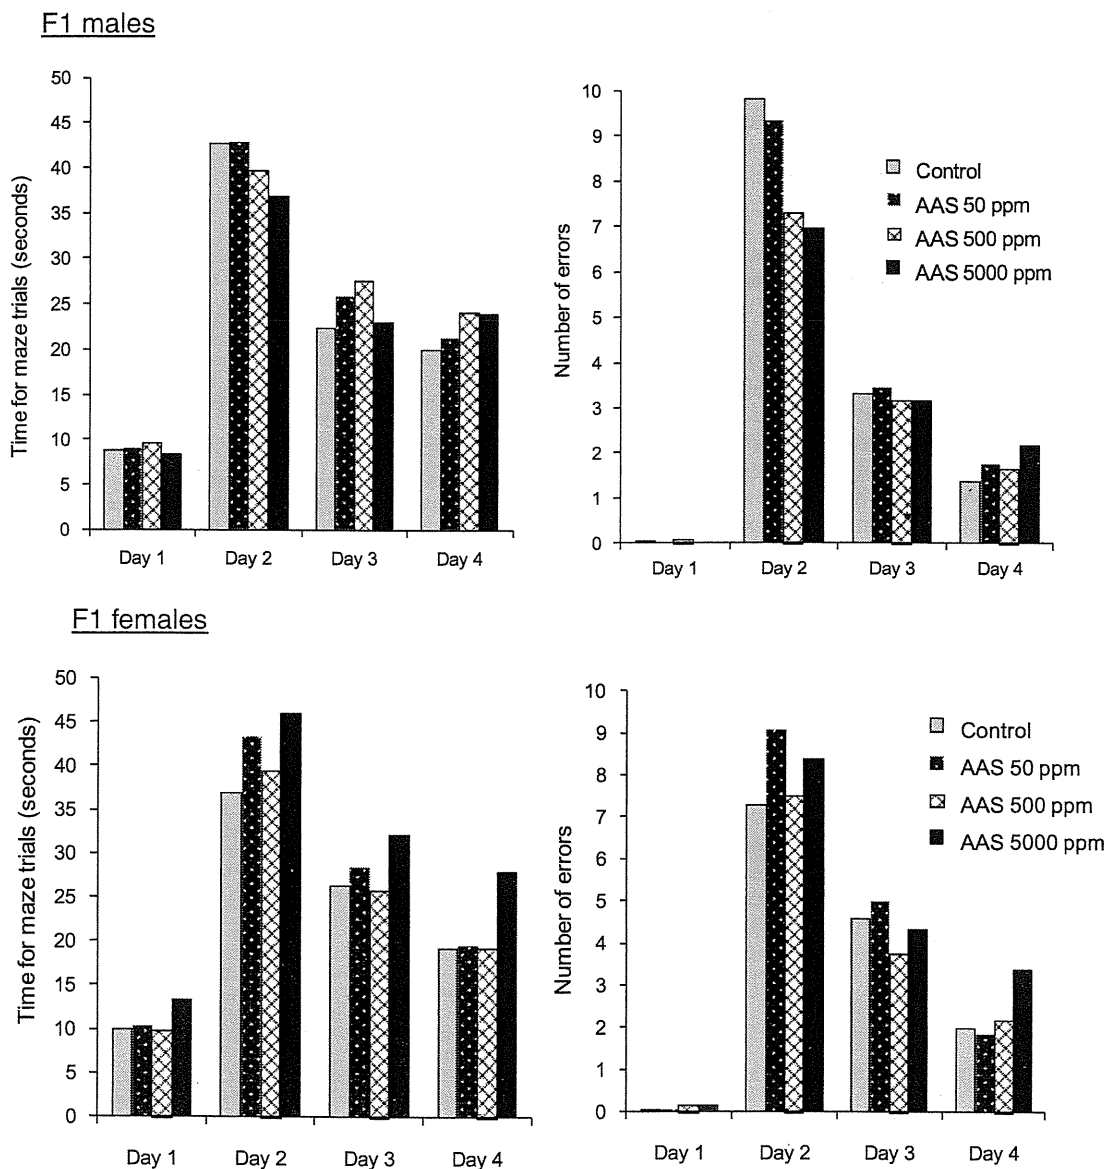 F1 males
Time for maze trials (seconds)
50
45
40
35
30
25
20
15
10
5
0
Day 1 Day 2 Day 3 Day 4
Number of errors
10
9
8
7
6
5
4
3
2
1
0
Day 1 Day 2 Day 3 Day 4
Control
AAS 50 ppm
AAS 500 ppm
AAS 5000 ppm
F1 females
Time for maze trials (seconds)
50
45
40
35
30
25
20
15
10
5
0
Day 1 Day 2 Day 3 Day 4
Number of errors
10
9
8
7
6
5
4
3
2
1
0
Day 1 Day 2 Day 3 Day 4
Control
AAS 50 ppm
AAS 500 ppm
AAS 5000 ppm